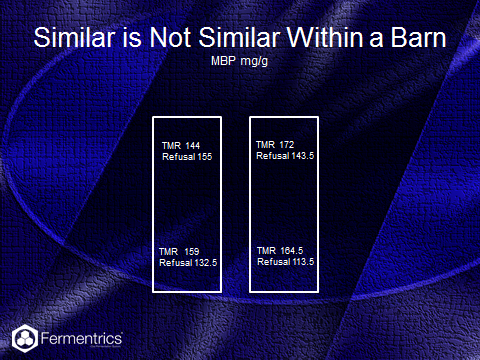 Similar is Not Similar Within a Barn
MBP mg/g
TMR 144
Refusal 155
TMR 172
Refusal 143.5
TMR 159
Refusal 132.5
TMR 164.5
Refusal 113.5
Fermentrics